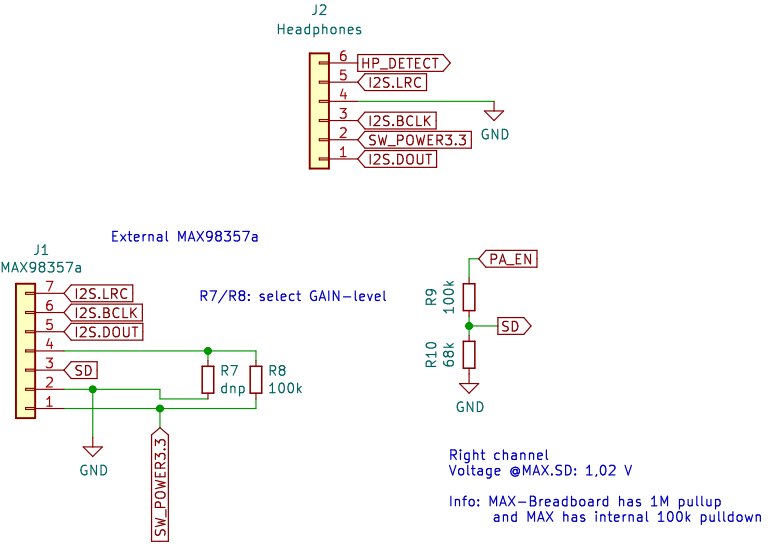 J2
Headphones
6 HP_DETECT
5 I2S.LRC
4
GND
3 I2S.BCLK
2 SW_POWER3.3
1 I2S.DOUT
External MAX98357a
J1
MAX98357a
7 I2S.LRC
6 I2S.BCLK
5 I2S.DOUT
4
3 SD
2
1
GND
SW_POWER3.3
R7/R8: select GAIN-level
R7
dnp
R8
100k
PA_EN
R9
100k
SD
R10
68k
GND
Right channel
Voltage @MAX.SD: 1,02 V
Info: MAX-Breadboard has 1M pullup
and MAX has internal 100k pulldown